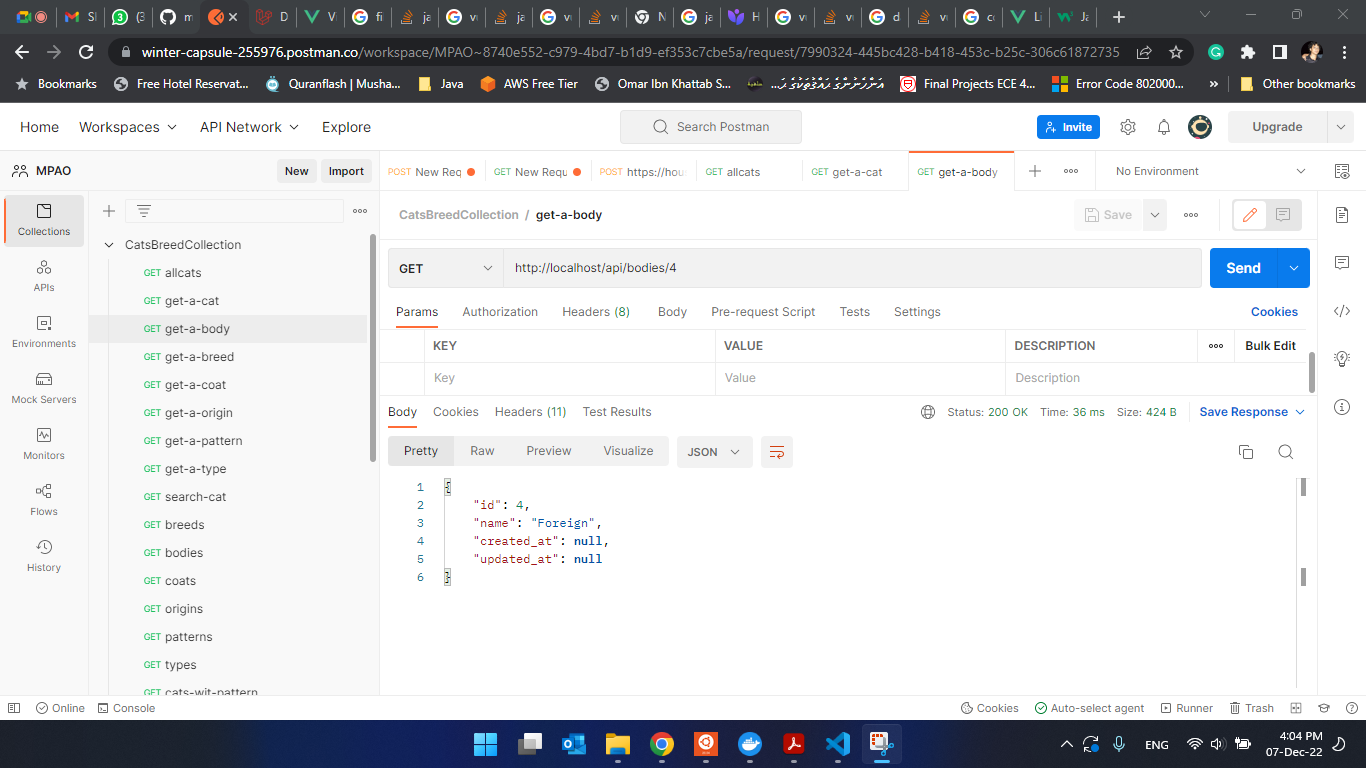 Sl
(3
m
D
V
fi
ja
v
ja
v
v
N
ja
H
v
v
d
v
c
Li
Ja
winter-capsule-255976.postman.co/workspace/MPAO~8740e552-c979-4bd7-b1d9-ef353c7cbe5a/request/7990324-445bc428-b418-453c-b25c-306c61872735
Bookmarks
Free Hotel Reservat...
Quranflash | Musha...
Java
AWS Free Tier
Omar Ibn Khattab S...
Final Projects ECE 4...
Error Code 802000...
»
Other bookmarks
Home
Workspaces
API Network
Explore
Search Postman
Invite
Upgrade
MPAO
New
Import
POST New Req
GET New Requ
POST https://hou
GET allcats
GET get-a-cat
GET get-a-body
No Environment
Collections
APIs
Environments
Mock Servers
Monitors
Flows
History
CatsBreedCollection
GET allcats
GET get-a-cat
GET get-a-body
GET get-a-breed
GET get-a-coat
GET get-a-origin
GET get-a-pattern
GET get-a-type
GET search-cat
GET breeds
GET bodies
GET coats
GET origins
GET patterns
GET types
GET cats-wit-pattern
CatsBreedCollection / get-a-body
Save
GET
http://localhost/api/bodies/4
Send
Params
Authorization
Headers (8)
Body
Pre-request Script
Tests
Settings
Cookies
KEY
VALUE
DESCRIPTION
Bulk Edit
Key
Value
Description
Body
Cookies
Headers (11)
Test Results
Status: 200 OK
Time: 36 ms
Size: 424 B
Save Response
Pretty
Raw
Preview
Visualize
JSON
1 {
2 "id": 4,
3 "name": "Foreign",
4 "created_at": null,
5 "updated_at": null
6 }
Online
Console
Cookies
Auto-select agent
Runner
Trash
ENG
4:04 PM
07-Dec-22